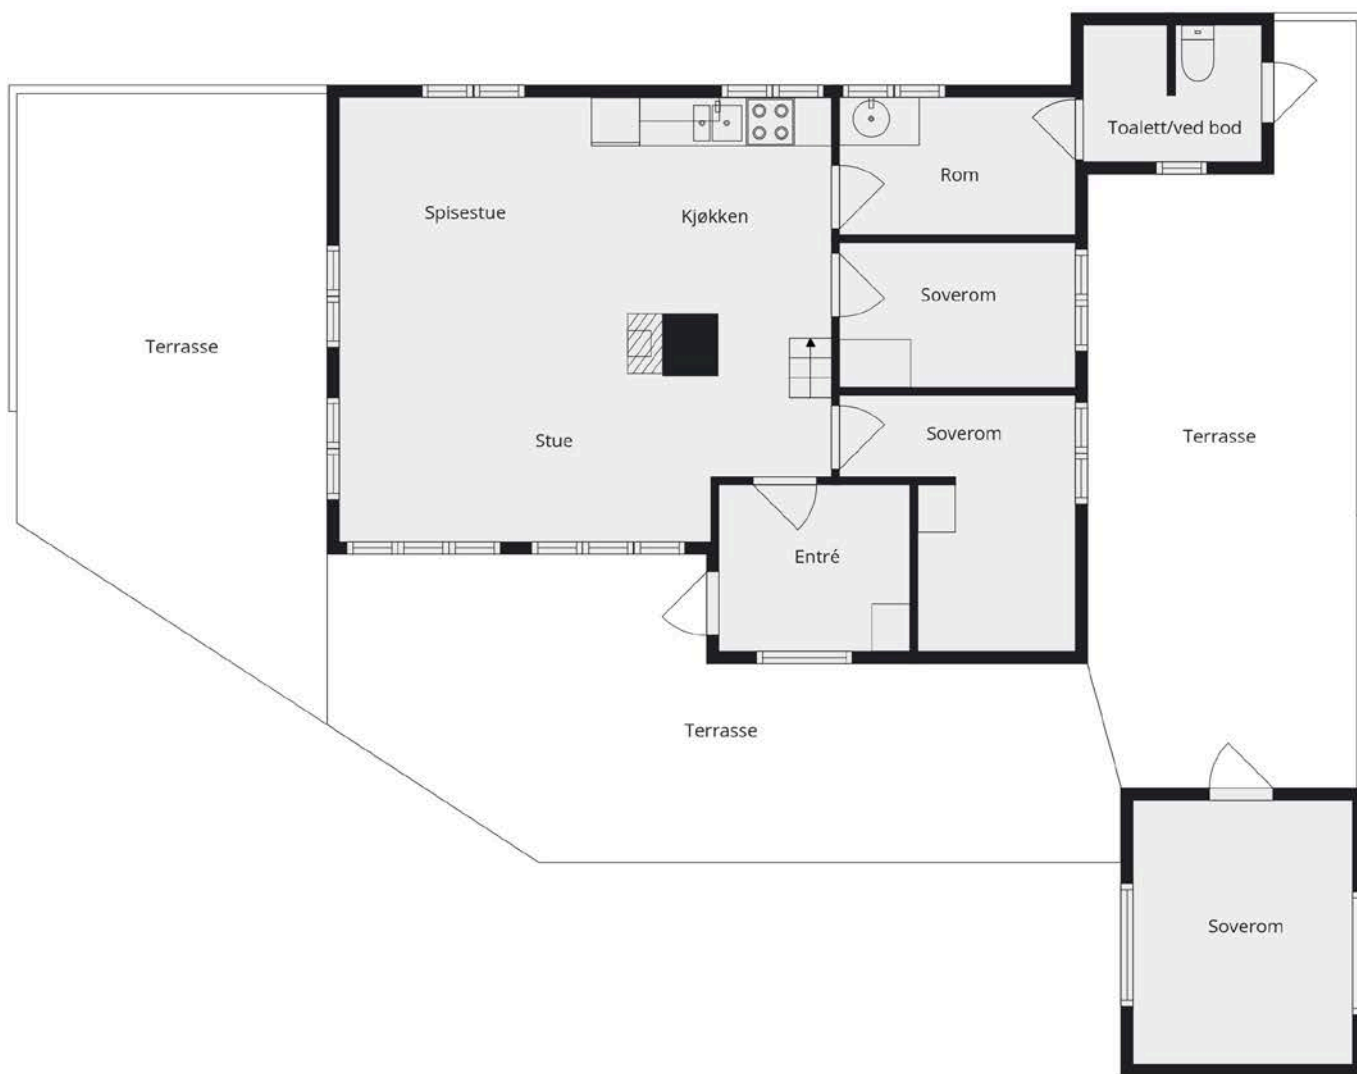 Toalett/ved bod
Rom
Spisestue
Kjøkken
Soverom
Terrasse
Soverom
Terrasse
Stue
Entré
Terrasse
Soverom